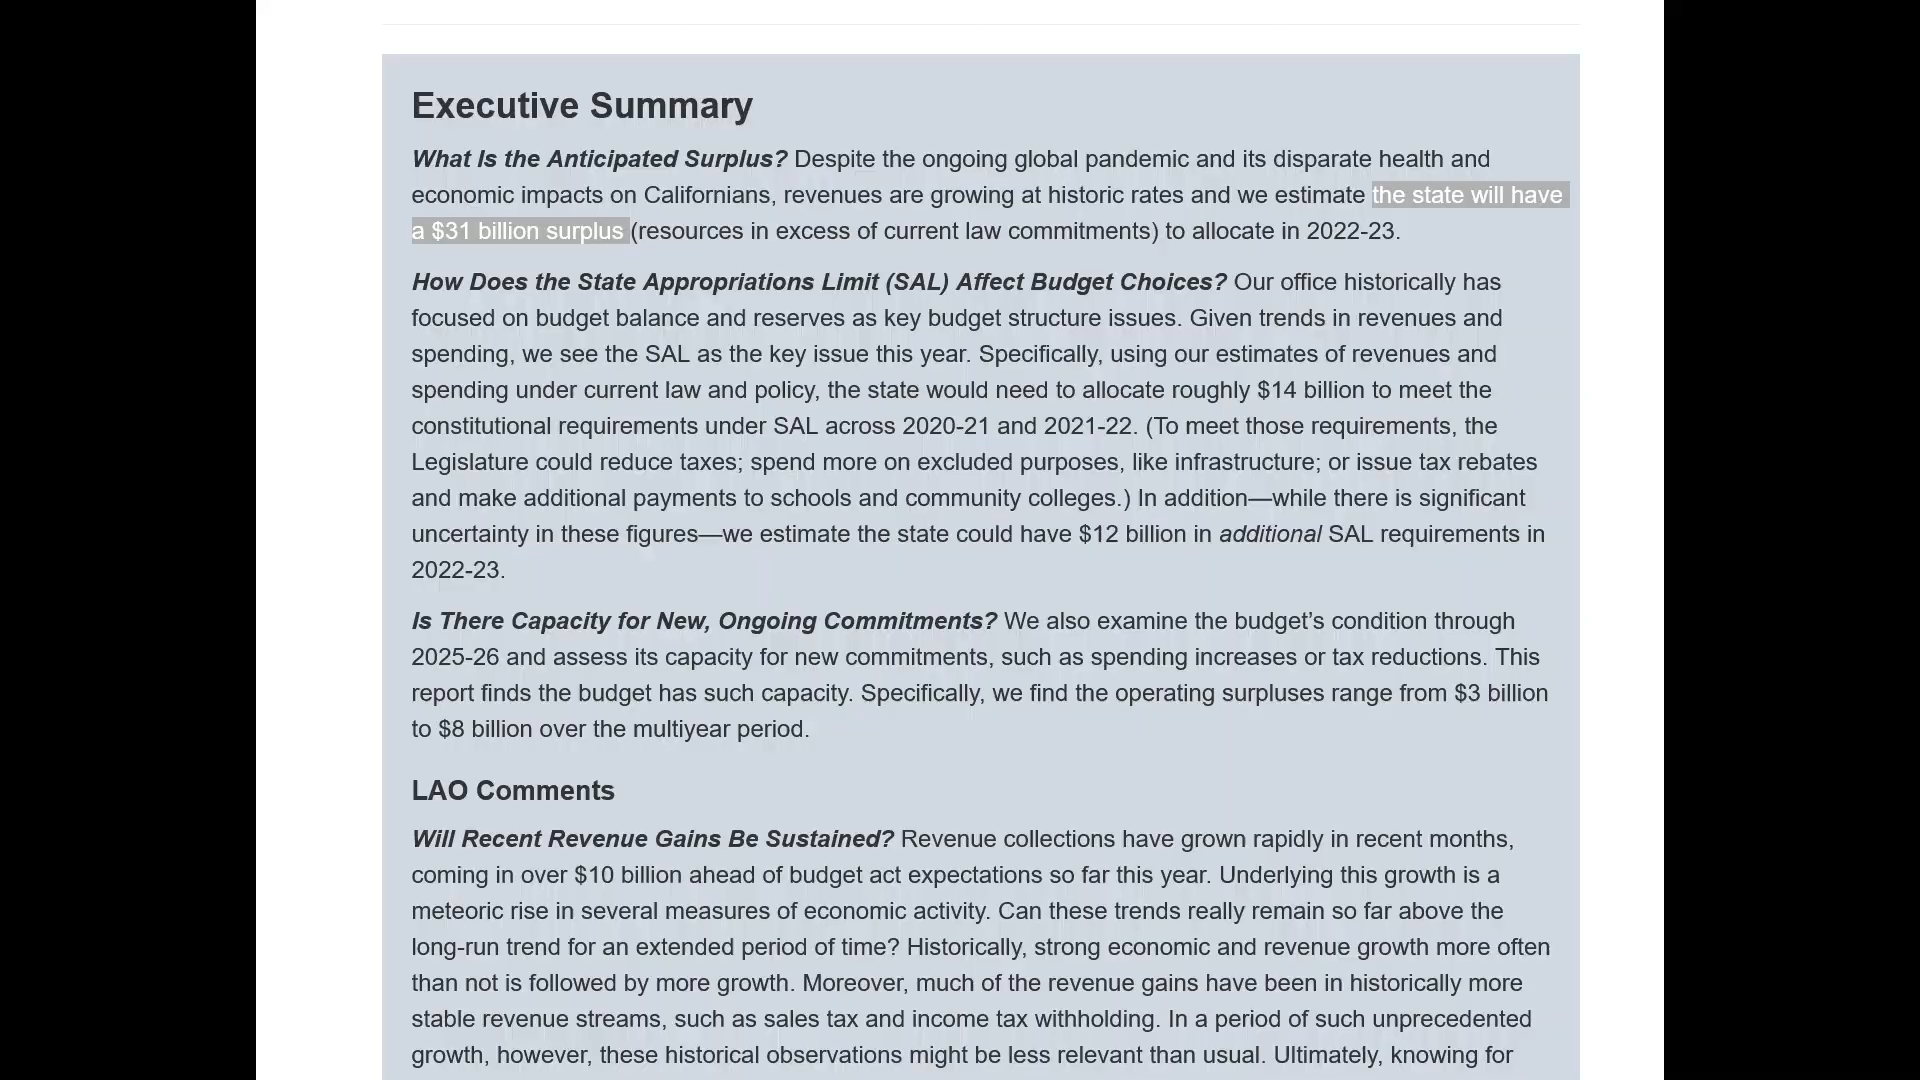 Executive Summary
What Is the Anticipated Surplus? Despite the ongoing global pandemic and its disparate health and
economic impacts on Californians, revenues are growing at historic rates and we estimate the state will have
a $31 billion surplus (resources in excess of current law commitments) to allocate in 2022-23.
How Does the State Appropriations Limit (SAL) Affect Budget Choices? Our office historically has
focused on budget balance and reserves as key budget structure issues. Given trends in revenues and
spending, we see the SAL as the key issue this year. Specifically, using our estimates of revenues and
spending under current law and policy, the state would need to allocate roughly $14 billion to meet the
constitutional requirements under SAL across 2020-21 and 2021-22. (To meet those requirements, the
Legislature could reduce taxes; spend more on excluded purposes, like infrastructure; or issue tax rebates
and make additional payments to schools and community colleges.) In addition—while there is significant
uncertainty in these figures—we estimate the state could have $12 billion in additional SAL requirements in
2022-23.
Is There Capacity for New, Ongoing Commitments? We also examine the budget’s condition through
2025-26 and assess its capacity for new commitments, such as spending increases or tax reductions. This
report finds the budget has such capacity. Specifically, we find the operating surpluses range from $3 billion
to $8 billion over the multiyear period.
LAO Comments
Will Recent Revenue Gains Be Sustained? Revenue collections have grown rapidly in recent months,
coming in over $10 billion ahead of budget act expectations so far this year. Underlying this growth is a
meteoric rise in several measures of economic activity. Can these trends really remain so far above the
long-run trend for an extended period of time? Historically, strong economic and revenue growth more often
than not is followed by more growth. Moreover, much of the revenue gains have been in historically more
stable revenue streams, such as sales tax and income tax withholding. In a period of such unprecedented
growth, however, these historical observations might be less relevant than usual. Ultimately, knowing for